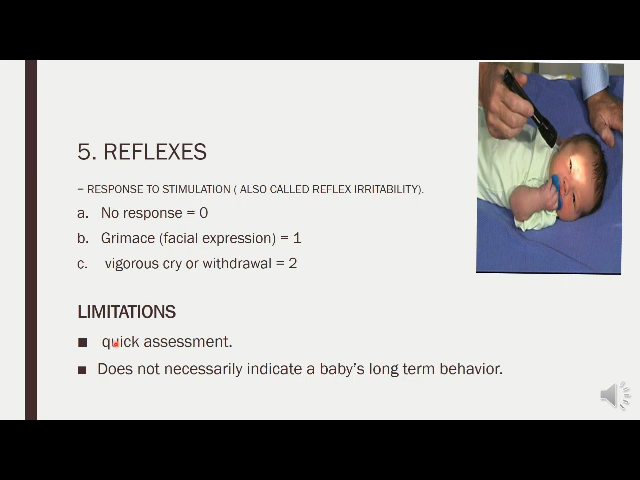 5. REFLEXES
– RESPONSE TO STIMULATION ( ALSO CALLED REFLEX IRRITABILITY).
a. No response = 0
b. Grimace (facial expression) = 1
c. vigorous cry or withdrawal = 2
LIMITATIONS
■ quick assessment.
■ Does not necessarily indicate a baby's long term behavior.